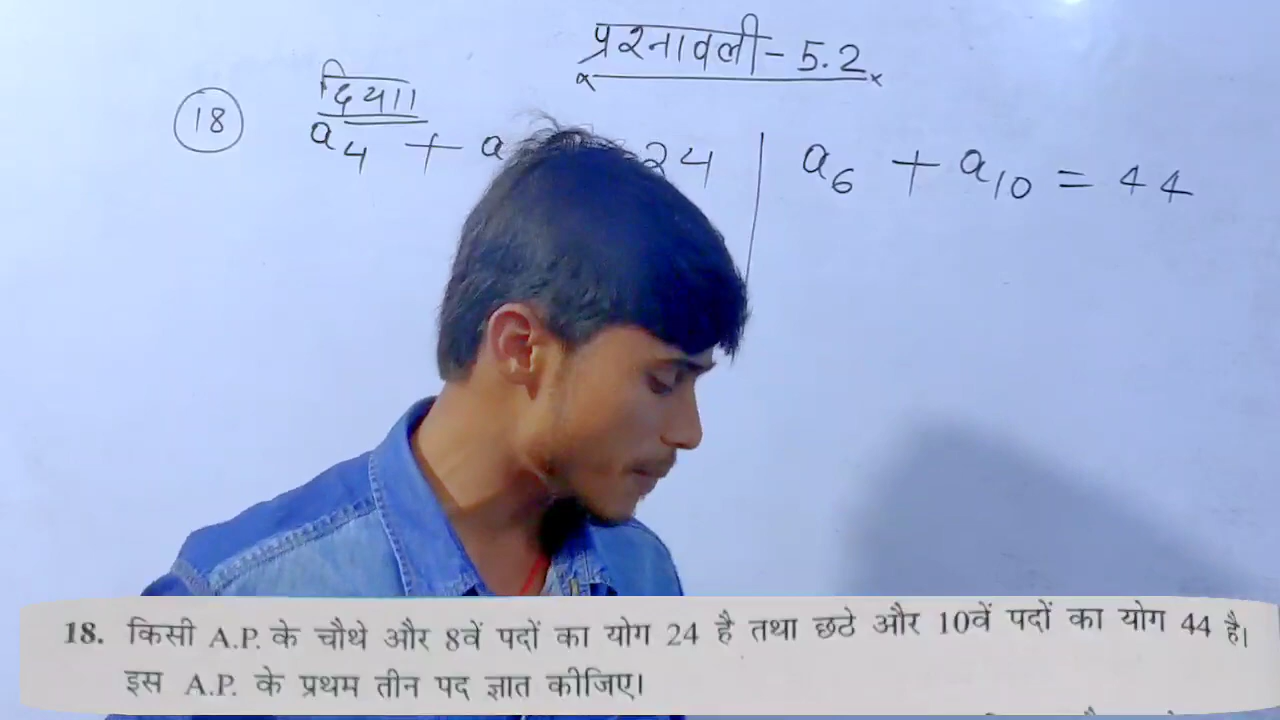 प्रश्नावली - 5.2
18 दिया।
a4 + a 24 | a6 + a10 = 44
18. किसी A.P. के चौथे और 8वें पदों का योग 24 है तथा छठे और 10वें पदों का योग 44 है।
इस A.P. के प्रथम तीन पद ज्ञात कीजिए।